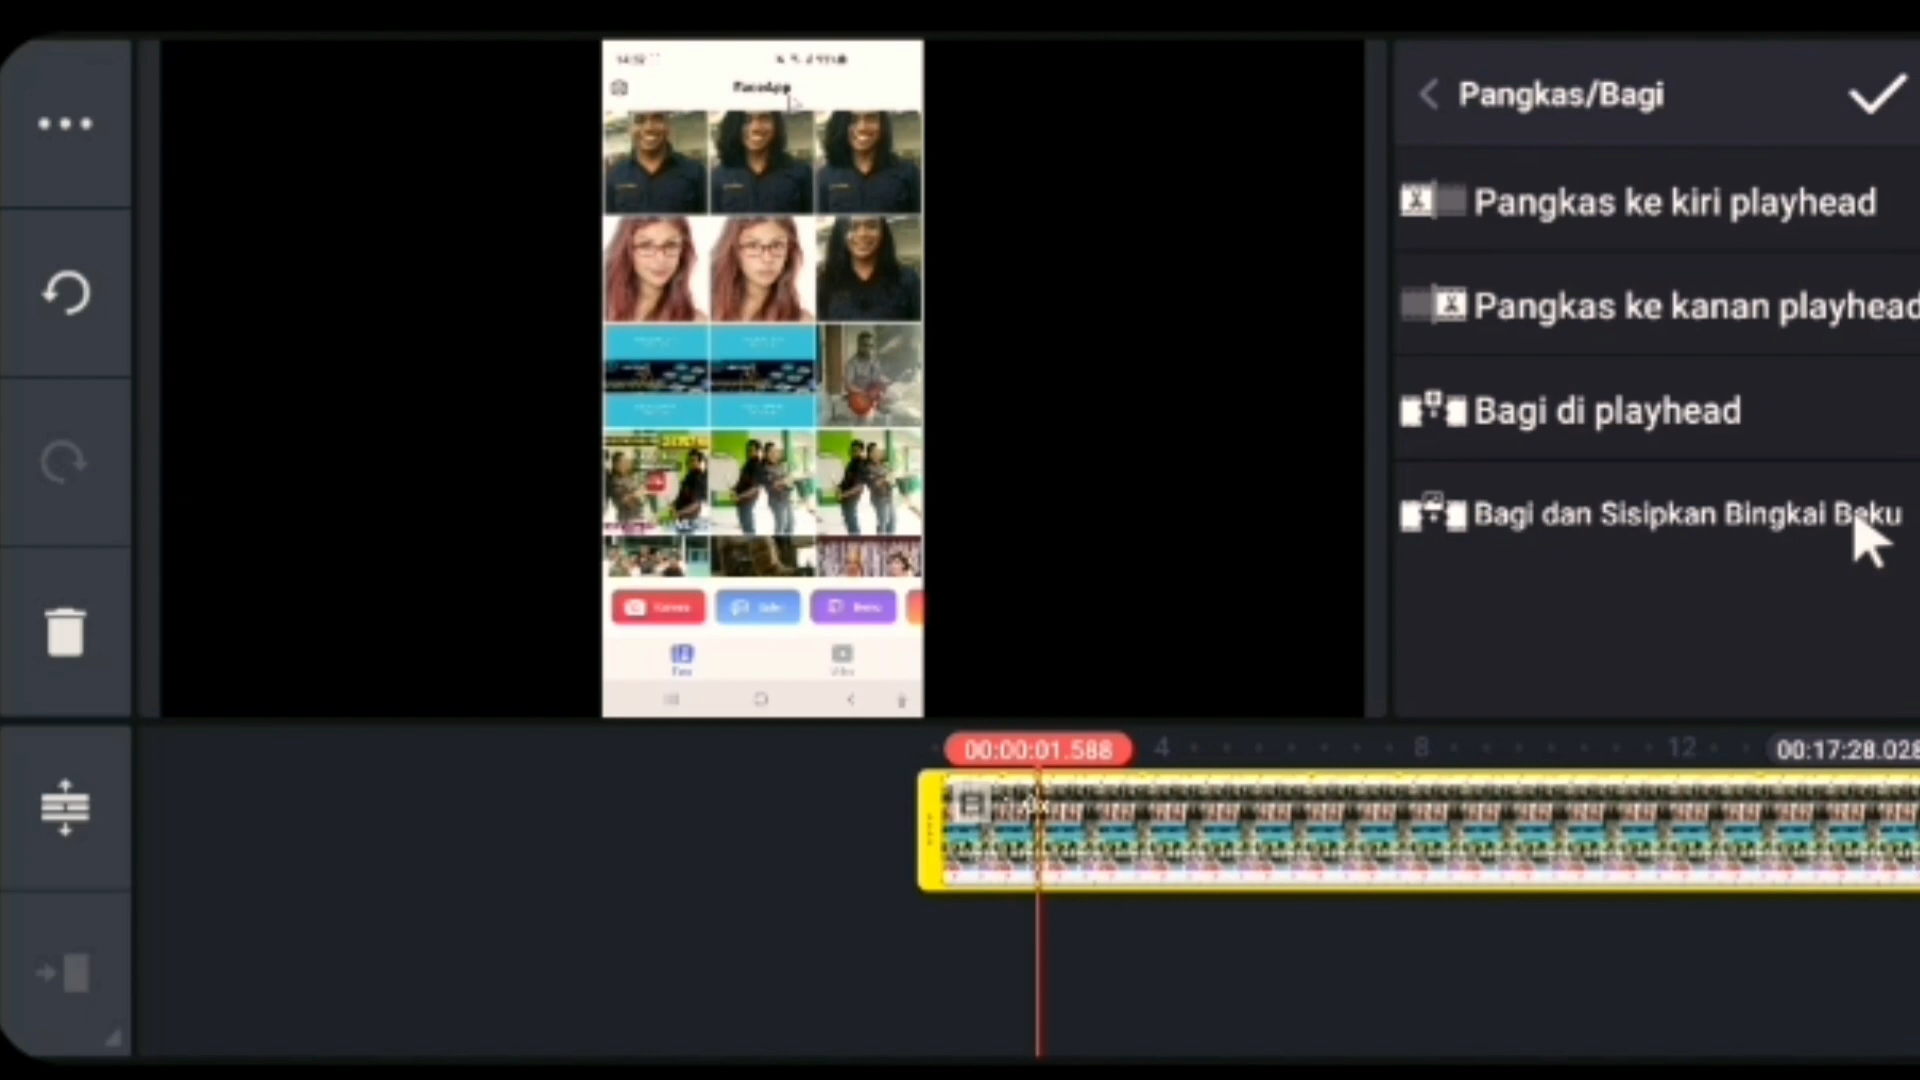 FaceApp
Pangkas/Bagi
Pangkas ke kiri playhead
Pangkas ke kanan playhead
Bagi di playhead
Bagi dan Sisipkan Bingkai Beku
00:00:01.588
4
8
12
00:17:28.028